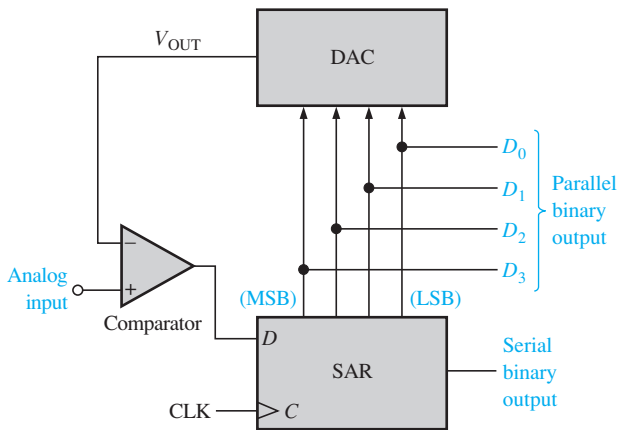 V_OUT
DAC
D_0
D_1
D_2
D_3
Parallel
binary
output
−
+
Analog
input
Comparator
(MSB)
(LSB)
D
SAR
CLK
C
Serial
binary
output